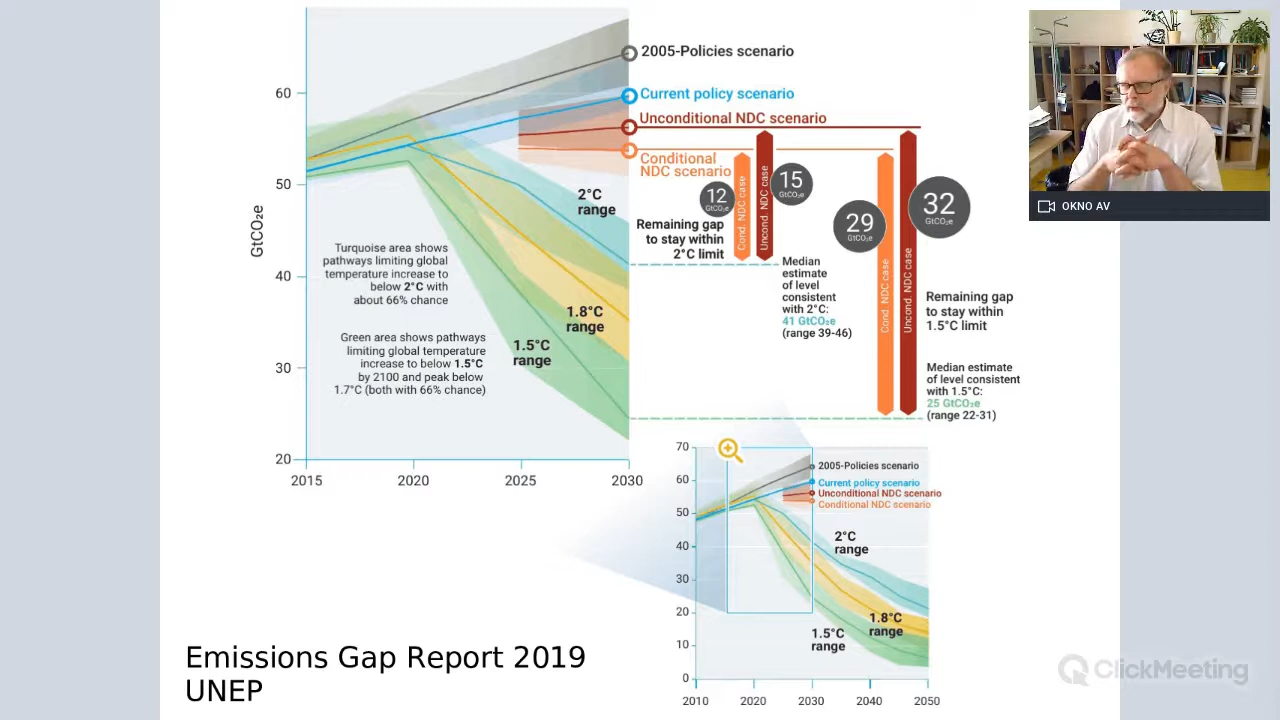 60
50
40
30
20
GtCO₂e
2015
2020
2025
2030
2005-Policies scenario
Current policy scenario
Unconditional NDC scenario
Conditional
NDC scenario
2°C
range
1.8°C
range
1.5°C
range
Turquoise area shows
pathways limiting global
temperature increase to
below 2°C with
about 66% chance
Green area shows pathways
limiting global temperature
increase to below 1.5°C
by 2100 and peak below
1.7°C (both with 66% chance)
12
GtCO₂e
Cond. NDC case
Uncond. NDC case
15
GtCO₂e
Remaining gap
to stay within
2°C limit
Median
estimate
of level
consistent
with 2°C:
41 GtCO₂e
(range 39-46)
29
GtCO₂e
Cond. NDC case
Uncond. NDC case
32
GtCO₂e
Remaining gap
to stay within
1.5°C limit
Median estimate
of level consistent
with 1.5°C:
25 GtCO₂e
(range 22-31)
70
60
50
40
30
20
10
0
2010
2020
2030
2040
2050
2005-Policies scenario
Current policy scenario
Unconditional NDC scenario
Conditional NDC scenario
2°C
range
1.8°C
range
1.5°C
range
Emissions Gap Report 2019
UNEP
OKNO AV
ClickMeeting